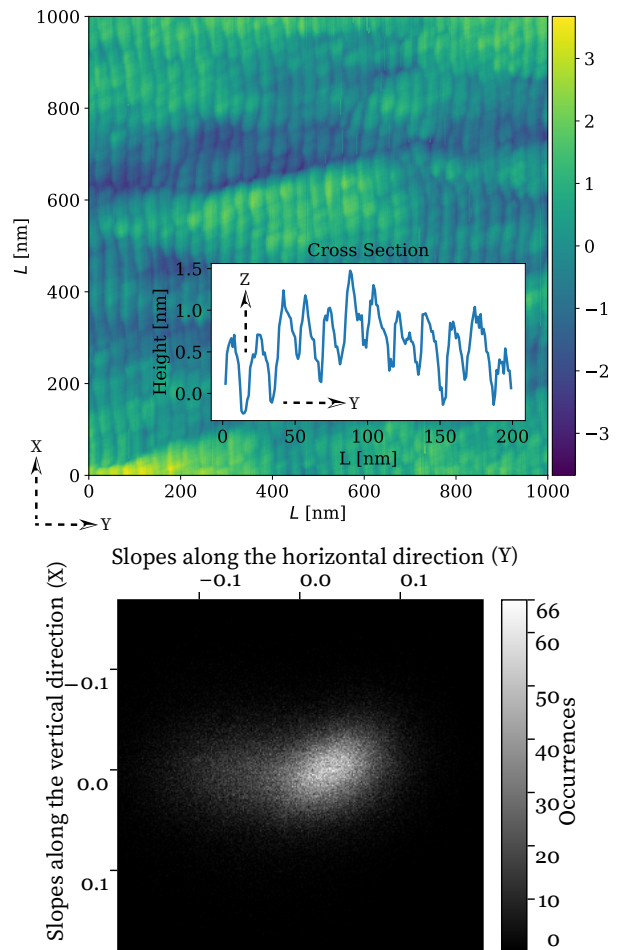 1000
800
600
400
200
0
L [nm]
0 200 400 600 800 1000
L [nm]
3
2
1
0
−1
−2
−3
Cross Section
1.5
1.0
0.5
0.0
Height [nm]
Z
Y
0 50 100 150 200
L [nm]
X
Y
Slopes along the horizontal direction (Y)
−0.1 0.0 0.1
Slopes along the vertical direction (X)
−0.1
0.0
0.1
66
60
50
40
30
20
10
0
Occurrences